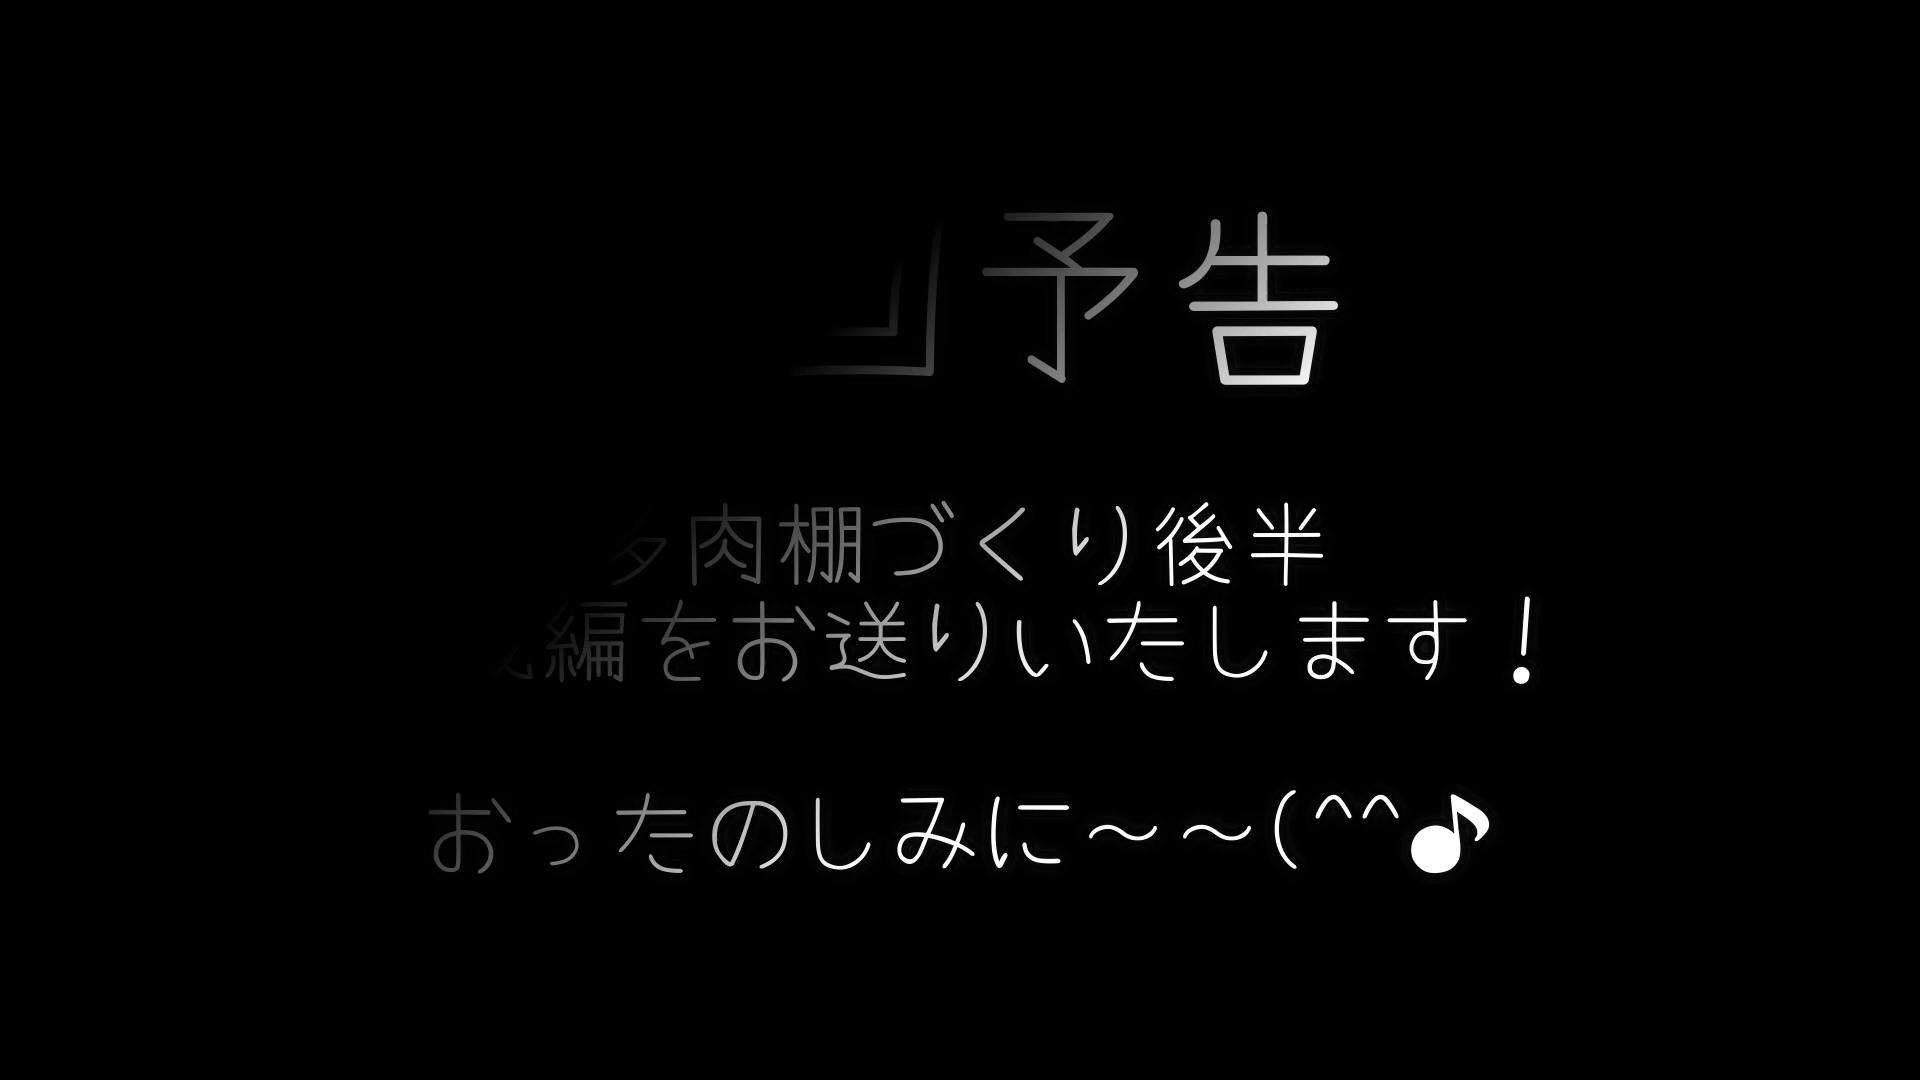 予告
多肉棚づくり後半
編をお送りいたします！
おったのしみに～～(^^♪